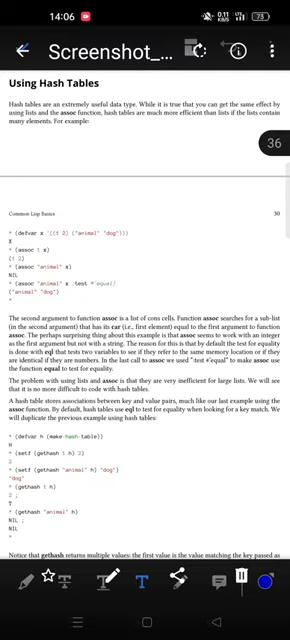 14:06
0.11
KB/S
LTE
73
Screenshot_...
Using Hash Tables
Hash tables are an extremely useful data type. While it is true that you can get the same effect by
using lists and the assoc function, hash tables are much more efficient than lists if the lists contain
many elements. For example:
36
Common Lisp Basics
30
* (defvar x '((1 2) ("animal" "dog")))
X
* (assoc 1 x)
(1 2)
* (assoc "animal" x)
NIL
* (assoc "animal" x :test #'equal)
("animal" "dog")
*
The second argument to function assoc is a list of cons cells. Function assoc searches for a sub-list
(in the second argument) that has its car (i.e., first element) equal to the first argument to function
assoc. The perhaps surprising thing about this example is that assoc seems to work with an integer
as the first argument but not with a string. The reason for this is that by default the test for equality
is done with eql that tests two variables to see if they refer to the same memory location or if they
are identical if they are numbers. In the last call to assoc we used ":test #'equal" to make assoc use
the function equal to test for equality.
The problem with using lists and assoc is that they are very inefficient for large lists. We will see
that it is no more difficult to code with hash tables.
A hash table stores associations between key and value pairs, much like our last example using the
assoc function. By default, hash tables use eql to test for equality when looking for a key match. We
will duplicate the previous example using hash tables:
* (defvar h (make-hash-table))
H
* (setf (gethash 1 h) 2)
2
* (setf (gethash "animal" h) "dog")
"dog"
* (gethash 1 h)
2 ;
T
* (gethash "animal" h)
NIL ;
NIL
*
Notice that gethash returns multiple values: the first value is the value matching the key passed as
T
T
T